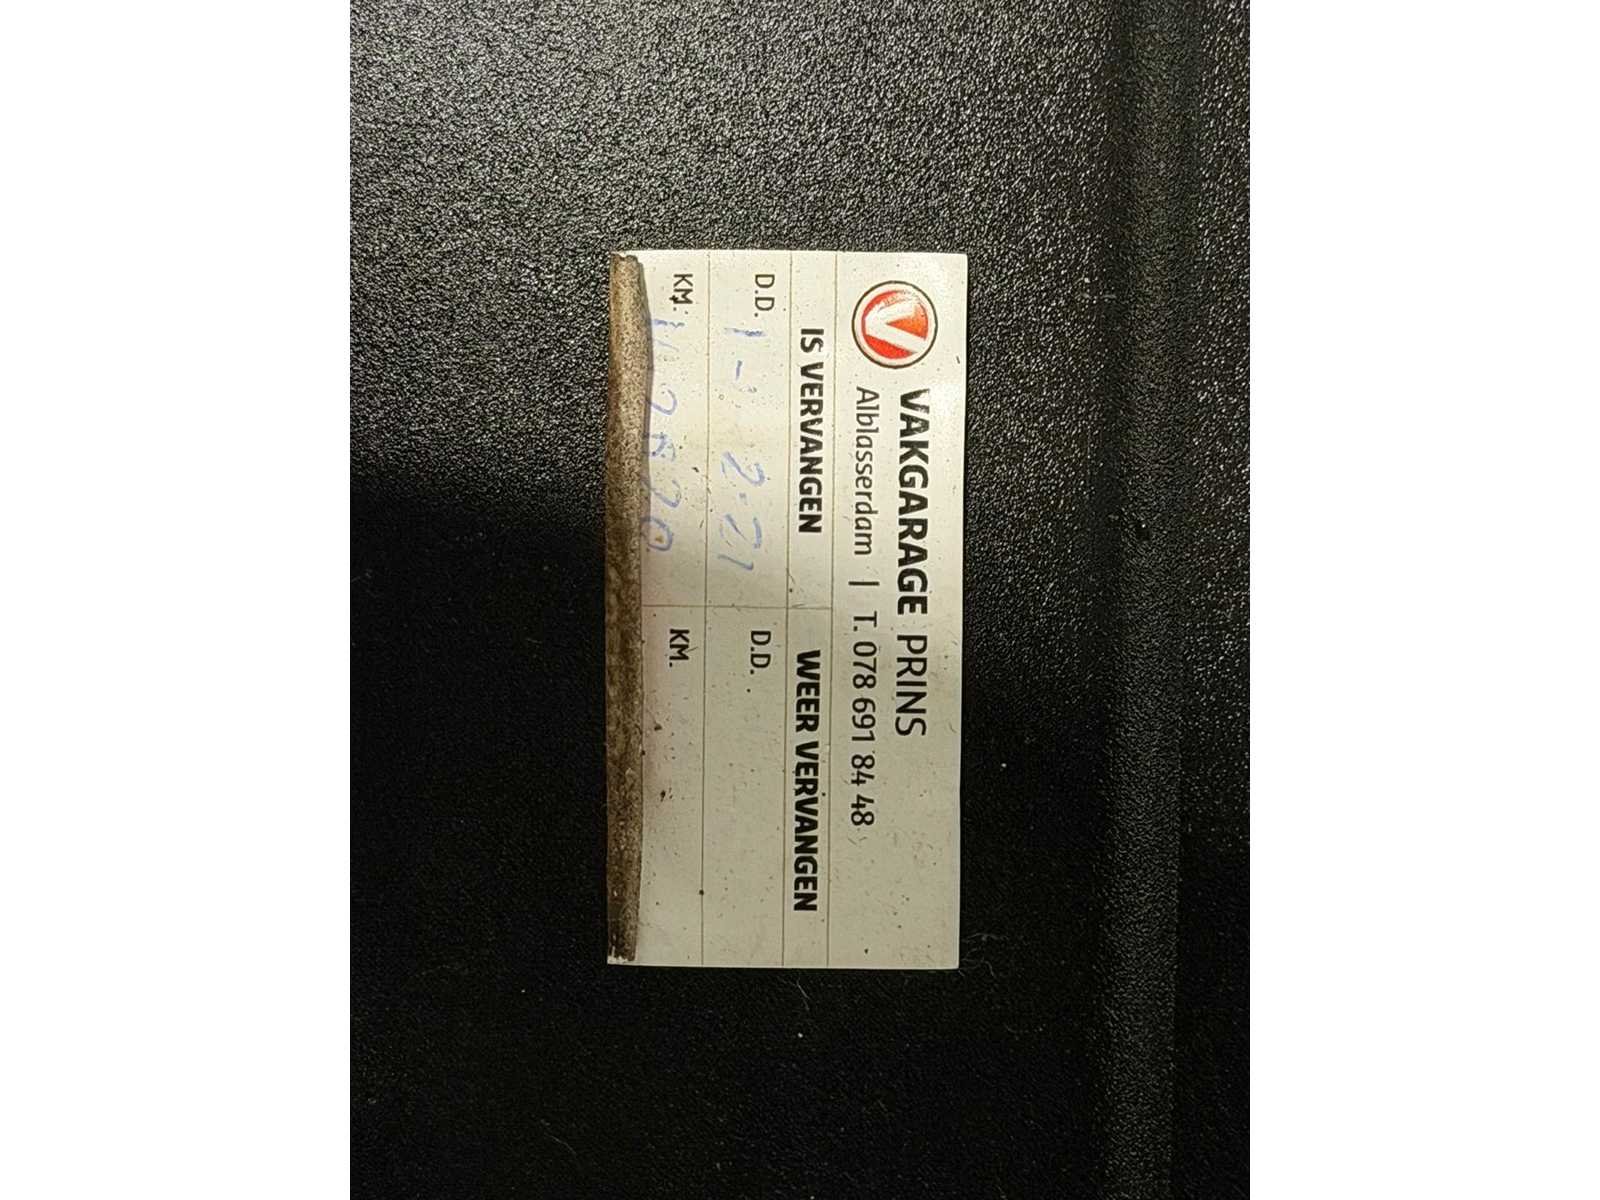 V
VAKGARAGE PRINS
Alblasserdam | T. 078 691 84 48
IS VERVANGEN WEER VERVANGEN
D.D. D.D.
KM: KM.